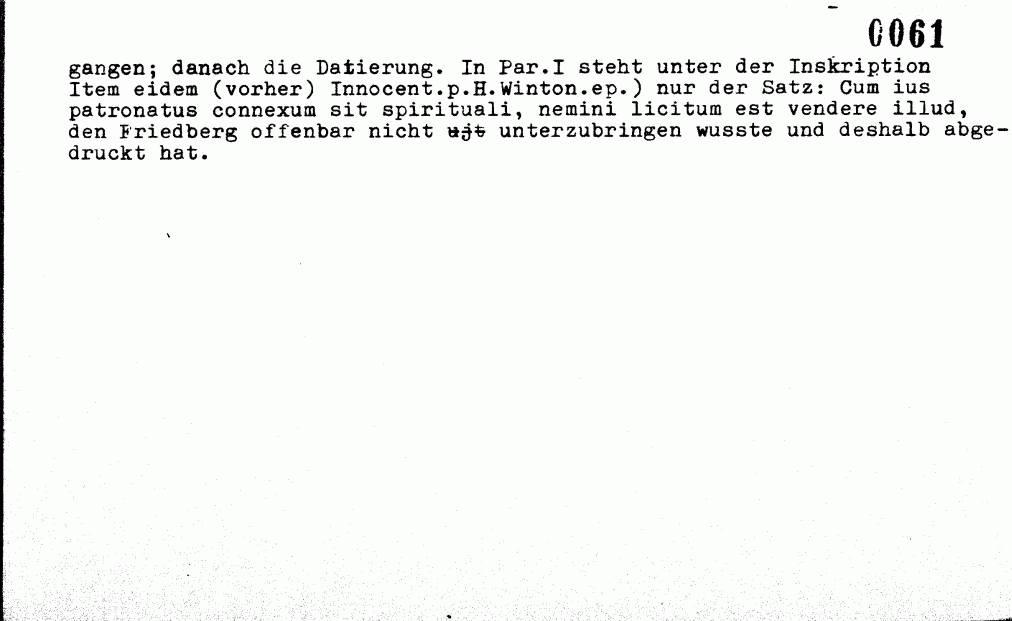 0061
gangen; danach die Datierung. In Par.I steht unter der Inskription
Item eidem (vorher) Innocent.p.H.Winton.ep.) nur der Satz: Cum ius
patronatus connexum sit spirituali, nemini licitum est vendere illud,
den Friedberg offenbar nicht ujt unterzubringen wusste und deshalb abge-
druckt hat.